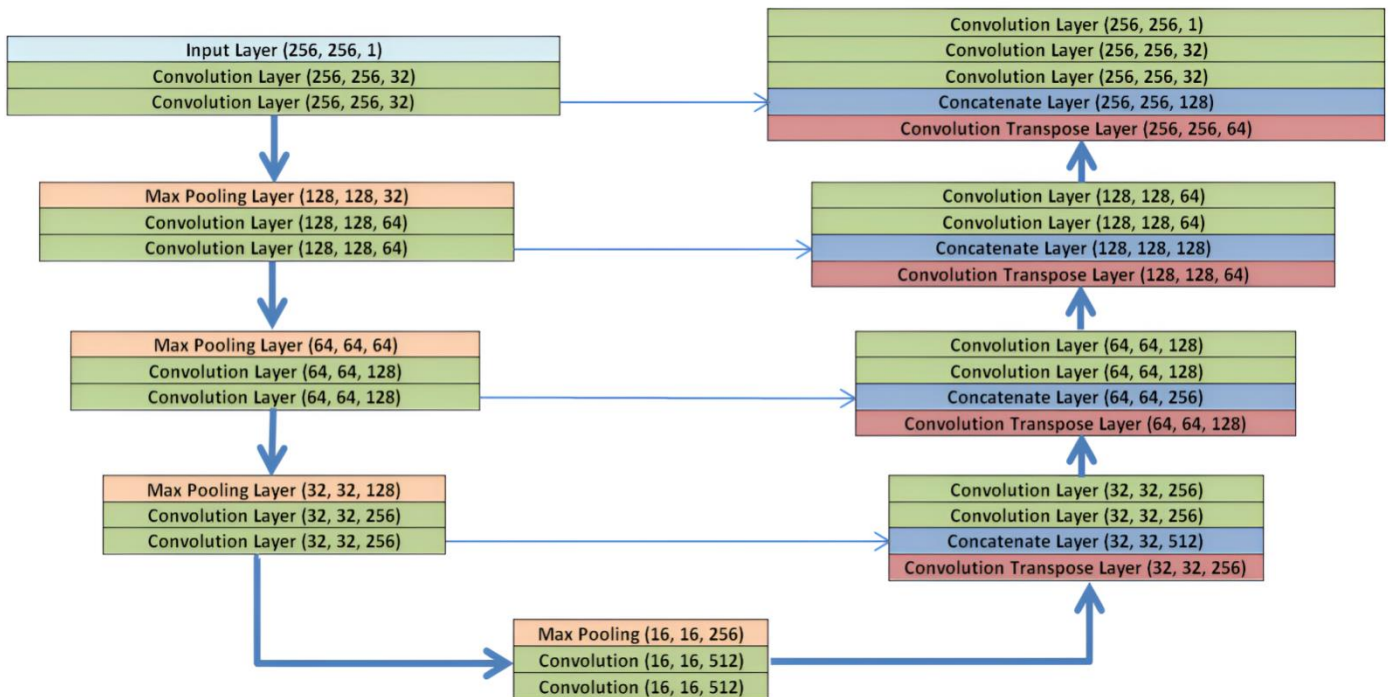 Input Layer (256, 256, 1)
Convolution Layer (256, 256, 32)
Convolution Layer (256, 256, 32)
Max Pooling Layer (128, 128, 32)
Convolution Layer (128, 128, 64)
Convolution Layer (128, 128, 64)
Max Pooling Layer (64, 64, 64)
Convolution Layer (64, 64, 128)
Convolution Layer (64, 64, 128)
Max Pooling Layer (32, 32, 128)
Convolution Layer (32, 32, 256)
Convolution Layer (32, 32, 256)
Max Pooling (16, 16, 256)
Convolution (16, 16, 512)
Convolution (16, 16, 512)
Convolution Layer (256, 256, 1)
Convolution Layer (256, 256, 32)
Convolution Layer (256, 256, 32)
Concatenate Layer (256, 256, 128)
Convolution Transpose Layer (256, 256, 64)
Convolution Layer (128, 128, 64)
Convolution Layer (128, 128, 64)
Concatenate Layer (128, 128, 128)
Convolution Transpose Layer (128, 128, 64)
Convolution Layer (64, 64, 128)
Convolution Layer (64, 64, 128)
Concatenate Layer (64, 64, 256)
Convolution Transpose Layer (64, 64, 128)
Convolution Layer (32, 32, 256)
Convolution Layer (32, 32, 256)
Concatenate Layer (32, 32, 512)
Convolution Transpose Layer (32, 32, 256)